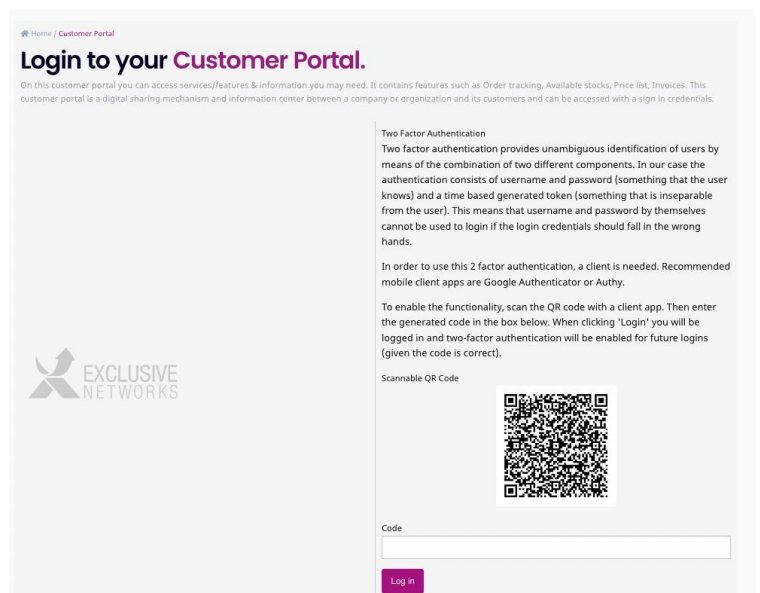 Home / Customer Portal
Login to your Customer Portal.
On this customer portal you can access services/features & information you may need. It contains features such as Order tracking, Available stocks, Price list, Invoices. This
customer portal is a digital sharing mechanism and information center between a company or organization and its customers and can be accessed with a sign in credentials.
Two Factor Authentication
Two factor authentication provides unambiguous identification of users by
means of the combination of two different components. In our case the
authentication consists of username and password (something that the user
knows) and a time based generated token (something that is inseparable
from the user). This means that username and password by themselves
cannot be used to login if the login credentials should fall in the wrong
hands.
In order to use this 2 factor authentication, a client is needed. Recommended
mobile client apps are Google Authenticator or Authy.
To enable the functionality, scan the QR code with a client app. Then enter
the generated code in the box below. When clicking 'Login' you will be
logged in and two-factor authentication will be enabled for future logins
(given the code is correct).
EXCLUSIVE
NETWORKS
Scannable QR Code
Code
Log in